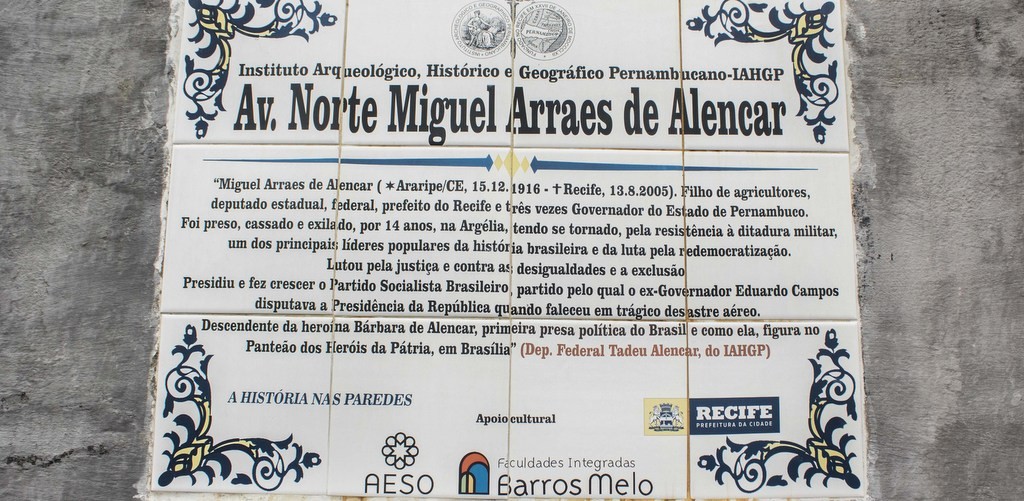 Instituto Arqueológico, Histórico e Geográfico Pernambucano-IAHGP
Av. Norte Miguel Arraes de Alencar
“Miguel Arraes de Alencar ( ✶Araripe/CE, 15.12.1916 - ✝Recife, 13.8.2005). Filho de agricultores,
deputado estadual, federal, prefeito do Recife e três vezes Governador do Estado de Pernambuco.
Foi preso, cassado e exilado, por 14 anos, na Argélia, tendo se tornado, pela resistência à ditadura militar,
um dos principais líderes populares da história brasileira e da luta pela redemocratização.
Lutou pela justiça e contra as desigualdades e a exclusão
Presidiu e fez crescer o Partido Socialista Brasileiro, partido pelo qual o ex-Governador Eduardo Campos
disputava a Presidência da República quando faleceu em trágico desastre aéreo.
Descendente da heroína Bárbara de Alencar, primeira presa política do Brasil e como ela, figura no
Panteão dos Heróis da Pátria, em Brasília” (Dep. Federal Tadeu Alencar, do IAHGP)
A HISTÓRIA NAS PAREDES
Apoio cultural
RECIFE
PREFEITURA DA CIDADE
AESO
Faculdades Integradas
Barros Melo